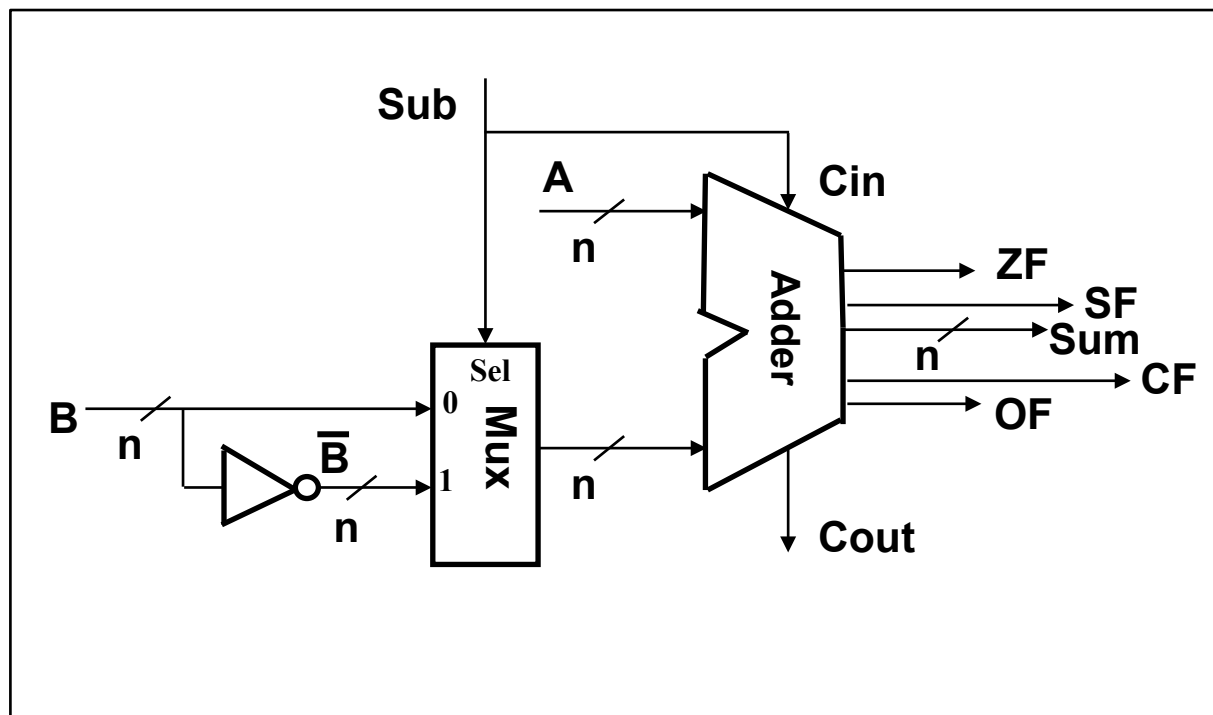 Sub
A
n
Cin
ZF
SF
n
Sum
CF
OF
Adder
Sel
0
Mux
1
B
n
B̅
n
n
Cout